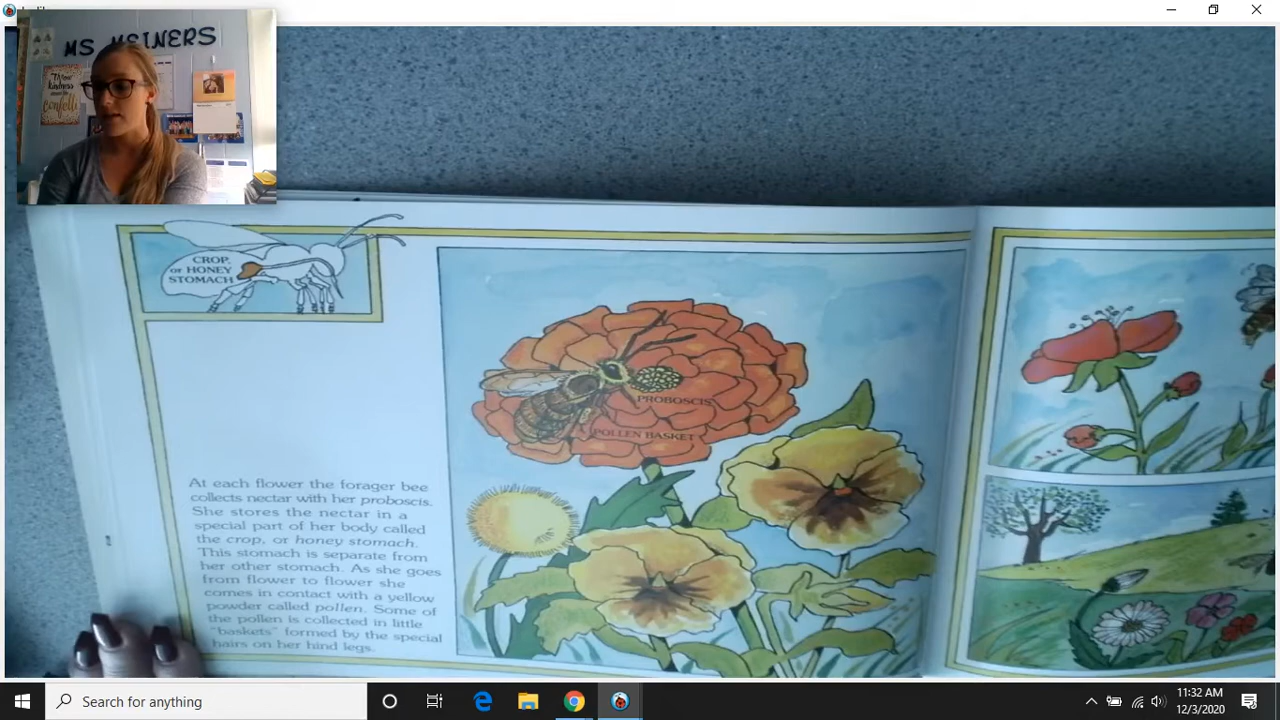 MS MEINERS
confetti
CROP,
OR HONEY
STOMACH
PROBOSCIS
POLLEN BASKET
At each flower the forager bee
collects nectar with her proboscis.
She stores the nectar in a
special part of her body called
the crop, or honey stomach.
This stomach is separate from
her other stomach. As she goes
from flower to flower she
comes in contact with a yellow
powder called pollen. Some of
the pollen is collected in little
"baskets" formed by the special
hairs on her hind legs.
Search for anything
11:32 AM
12/3/2020